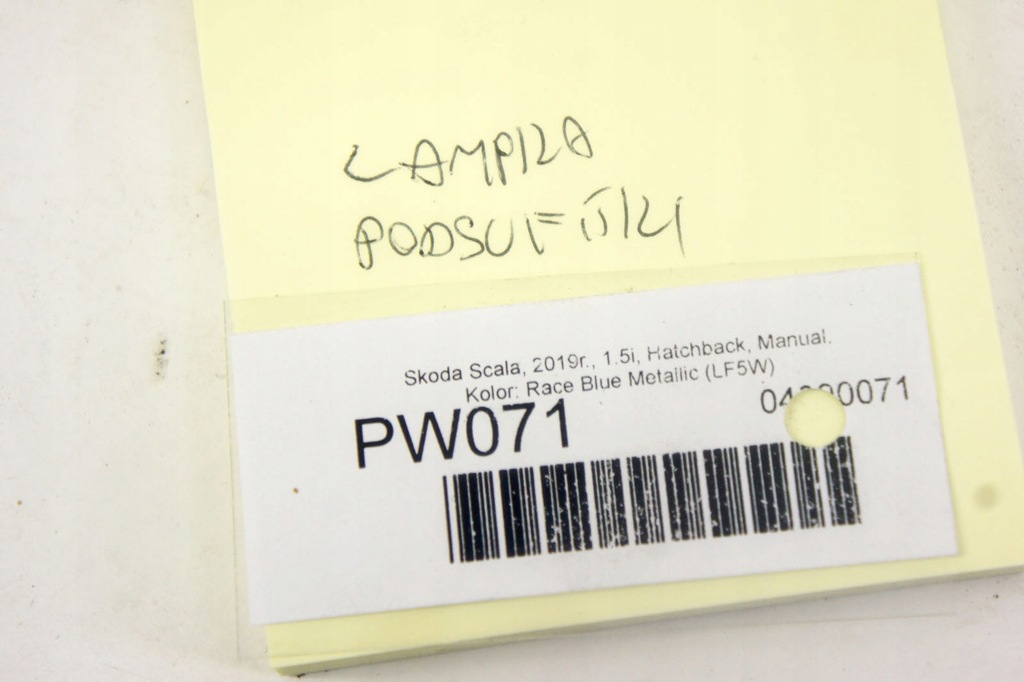 LAMPKA
PODSUFITKI
Skoda Scala, 2019r., 1.5i, Hatchback, Manual.
Kolor: Race Blue Metallic (LF5W)
PW071